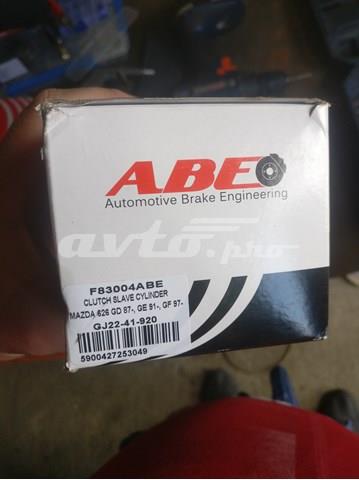 ABE
Automotive Brake Engineering
avto.pro
F83004ABE
CLUTCH SLAVE CYLINDER
MAZDA 626 GD 87-, GE 91-, GF 97-
GJ22-41-920
5900427253049